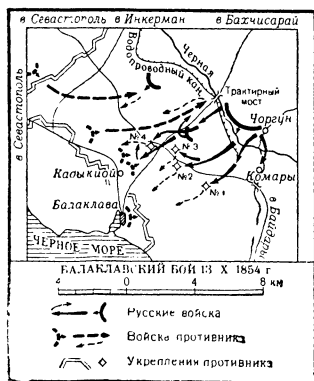 в Севастополь в Инкерман в Бахчисарай
в Севастополь
Водопроводный кан.
Черная
Трактирный
мост
Чоргун
№4
№3
№2
№1
Кадыкиой
Комары
Балаклава
в Байдары
ЧЕРНОЕ МОРЕ
БАЛАКЛАВСКИЙ БОЙ 13 X 1854 г
4 0 4 8
км
Русские войска
Войска противника
Укрепления противника